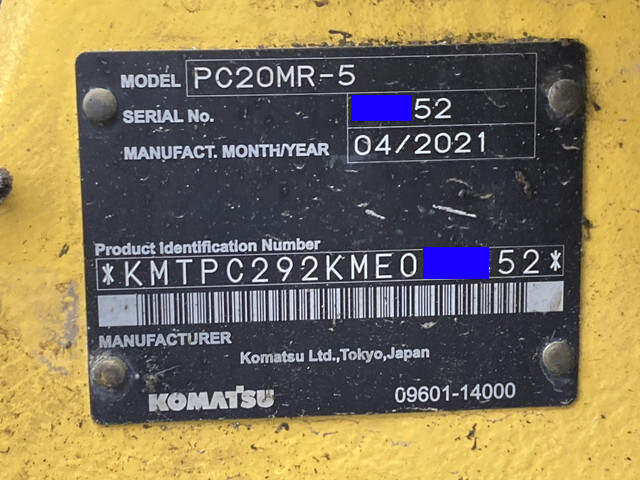 MODEL PC20MR-5
SERIAL No. 52
MANUFACT. MONTH/YEAR 04/2021
Product Identification Number
*KMTPC292KME0 52*
MANUFACTURER
Komatsu Ltd.,Tokyo,Japan
KOMATSU 09601-14000